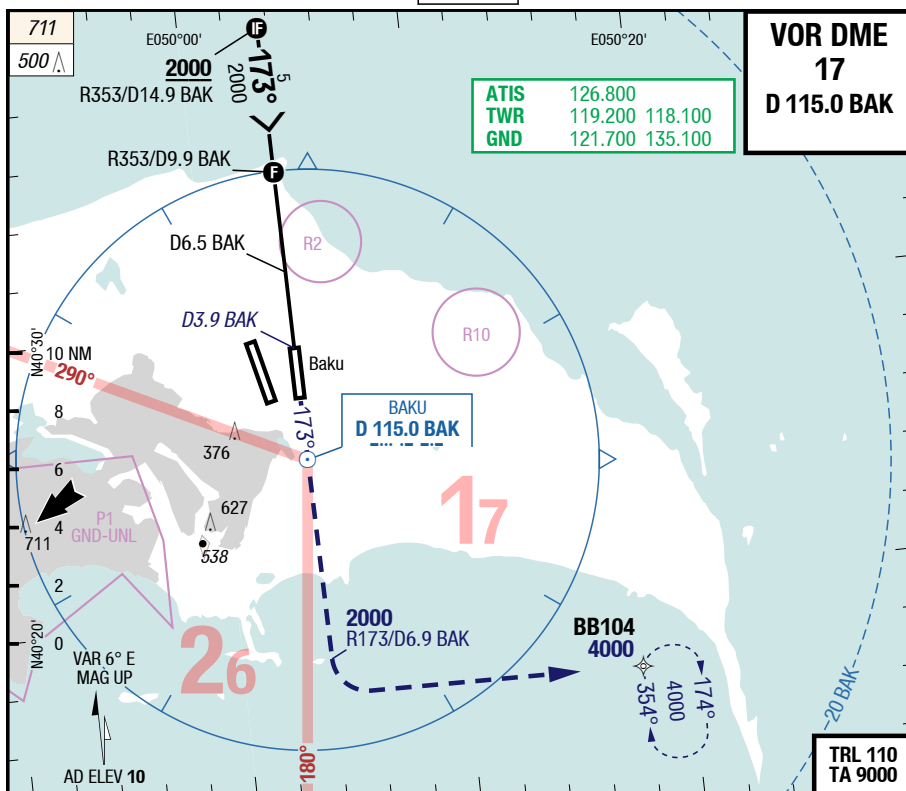 711
500
E050°00'
IF
2000
R353/D14.9 BAK
173°
5
2000
E050°20'
VOR DME
17
D 115.0 BAK
ATIS 126.800
TWR 119.200 118.100
GND 121.700 135.100
R353/D9.9 BAK
F
D6.5 BAK
R2
D3.9 BAK
R10
N40°30'
10 NM
290°
Baku
8
173°
BAKU
D 115.0 BAK
376
6
17
627
P1
GND-UNL
4
711
538
2
2000
R173/D6.9 BAK
BB104
4000
N40°20'
0
26
VAR 6° E
MAG UP
354°
4000
174°
20 BAK
180°
AD ELEV 10
TRL 110
TA 9000